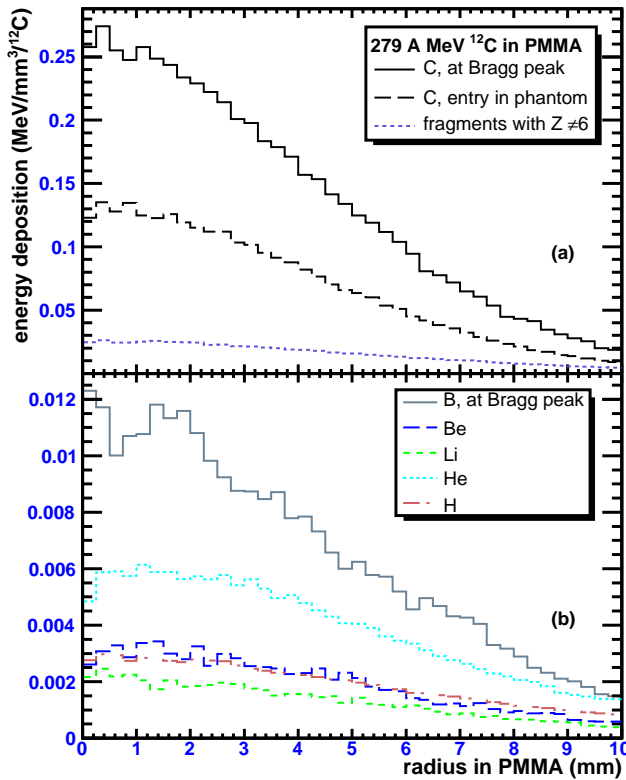 279 A MeV ¹²C in PMMA
C, at Bragg peak
C, entry in phantom
fragments with Z ≠6
energy deposition (MeV/mm³/¹²C)
0.25
0.2
0.15
0.1
0.05
(a)
B, at Bragg peak
Be
Li
He
H
0.012
0.01
0.008
0.006
0.004
0.002
0
(b)
0 1 2 3 4 5 6 7 8 9 10
radius in PMMA (mm)